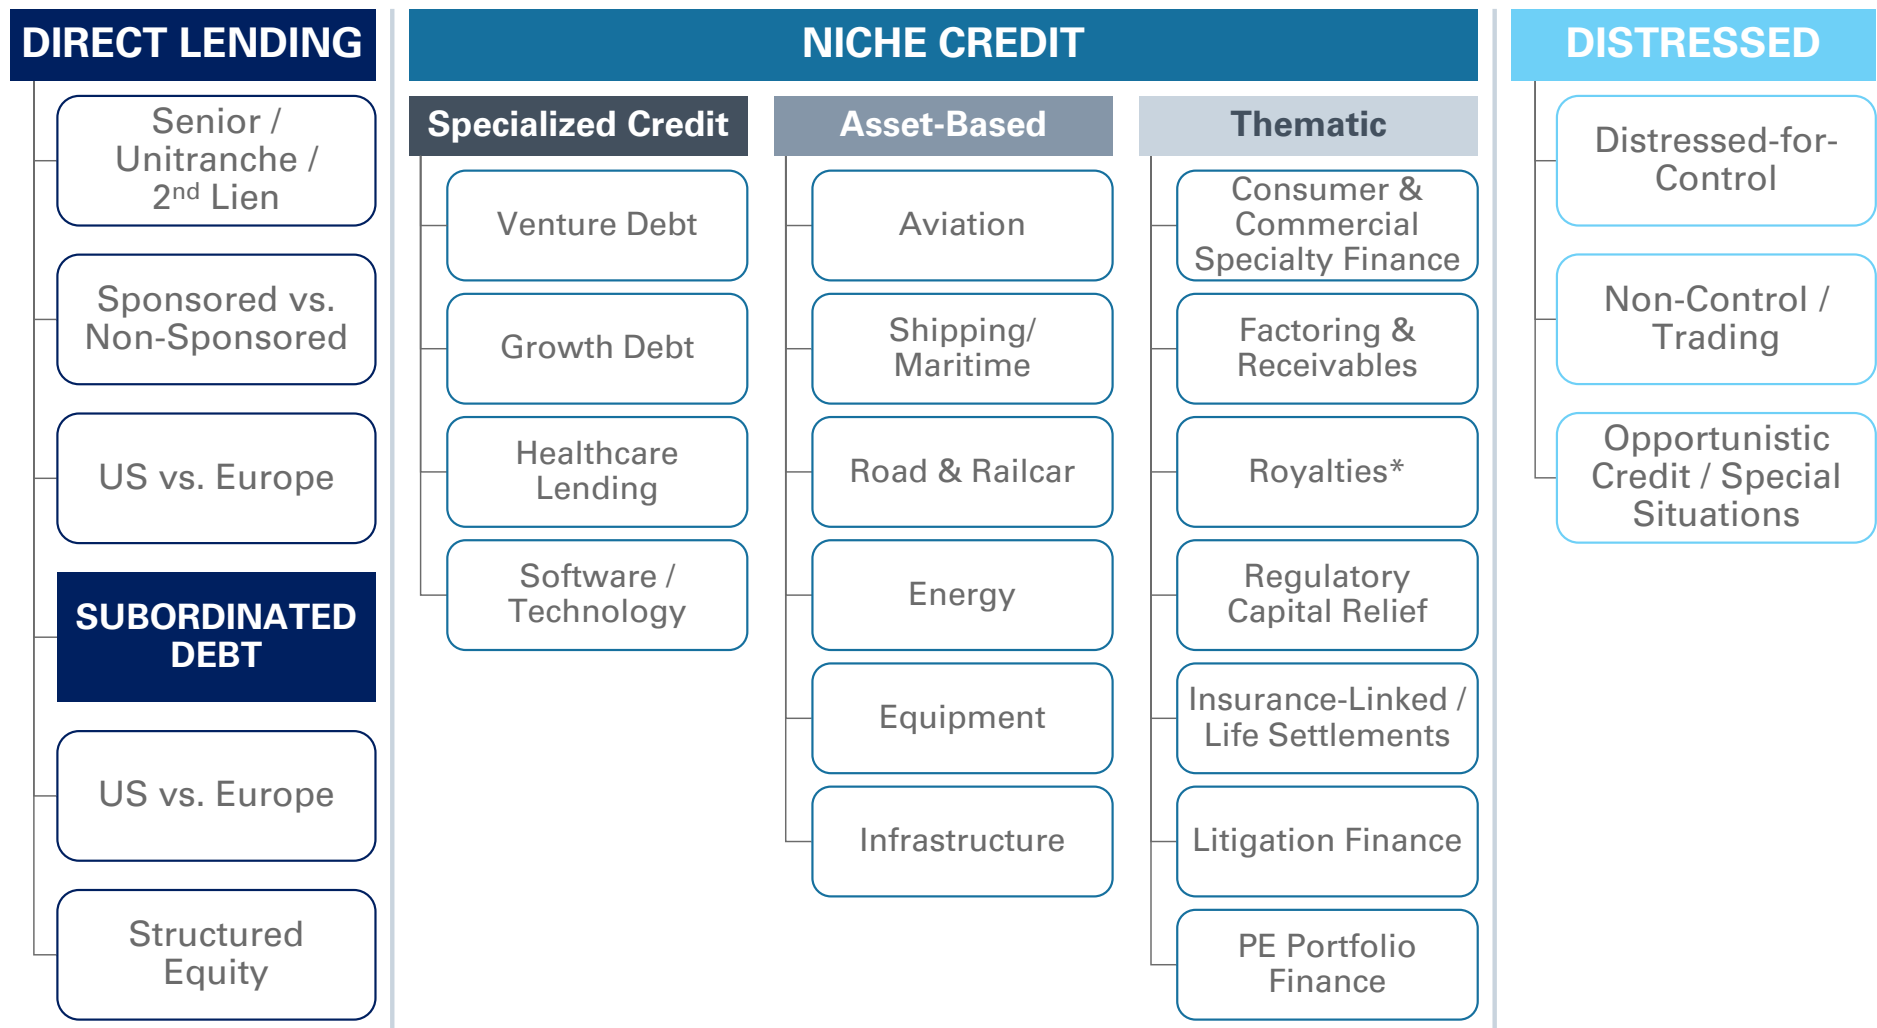 DIRECT LENDING
Senior /
Unitranche /
2nd Lien
Sponsored vs.
Non-Sponsored
US vs. Europe
SUBORDINATED
DEBT
US vs. Europe
Structured
Equity
NICHE CREDIT
Specialized Credit
Venture Debt
Growth Debt
Healthcare
Lending
Software /
Technology
Asset-Based
Aviation
Shipping/
Maritime
Road & Railcar
Energy
Equipment
Infrastructure
Thematic
Consumer &
Commercial
Specialty Finance
Factoring &
Receivables
Royalties*
Regulatory
Capital Relief
Insurance-Linked /
Life Settlements
Litigation Finance
PE Portfolio
Finance
DISTRESSED
Distressed-for-
Control
Non-Control /
Trading
Opportunistic
Credit / Special
Situations